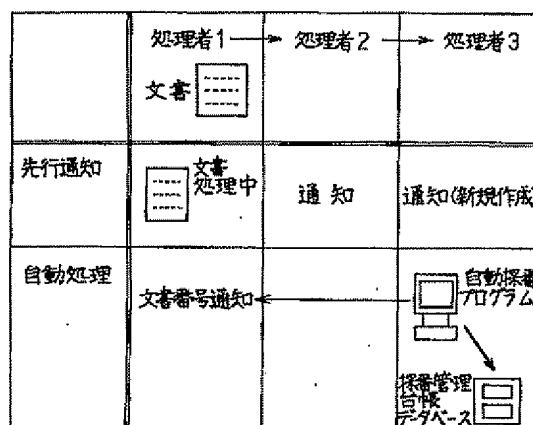 処理者1 → 処理者2 → 処理者3
文書
先行通知
文書
処理中
通知
通知(新規作成)
自動処理
文書番号通知
自動採番
プログラム
採番管理
台帳
データベース